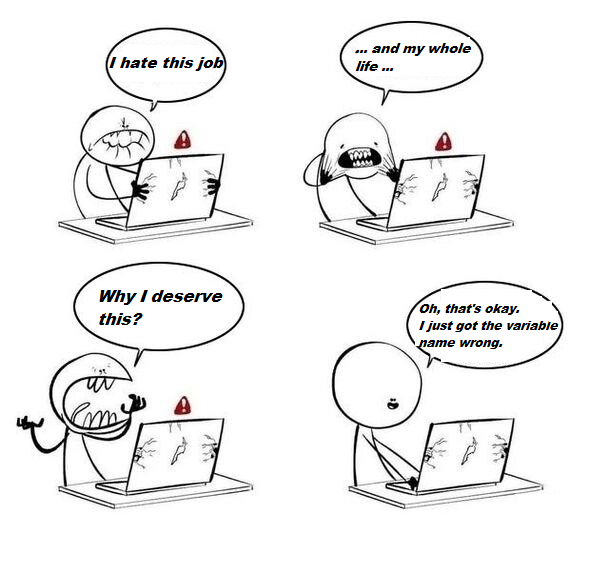 I hate this job
... and my whole
life ...
Why I deserve
this?
Oh, that's okay.
I just got the variable
name wrong.